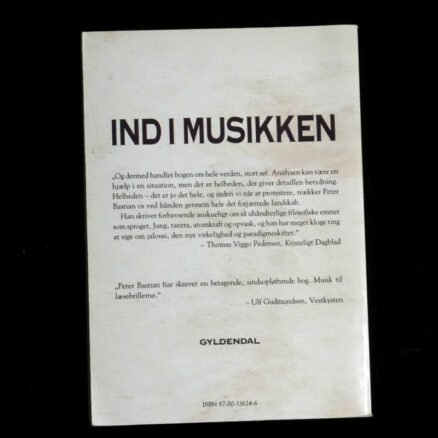 IND I MUSIKKEN
„Og dermed handler bogen om hele verden, stort set. Analysen kan være en
hjælp i en situation, men det er helheden, der giver detaillen betydning.
Helheden – det er jo det hele, og inden vi når at protestere, trækker Peter
Bastian os ved hånden gennem hele det forjættede landskab.
Han skriver forbavsende anskueligt om så uhåndterlige filosofiske emner
som sproget, Jung, tantra, atomkraft og opvask, og han har meget kloge ting
at sige om jalousi, den nye virkelighed og paradigmeskiftet.”
– Thomas Viggo Pedersen, Kristeligt Dagblad
„Peter Bastian har skrevet en betagende, sindsopløftende bog. Musik til
læsebrillerne.”
– Ulf Gudmundsen, Vestkysten
GYLDENDAL
ISBN 87-00-33624-6